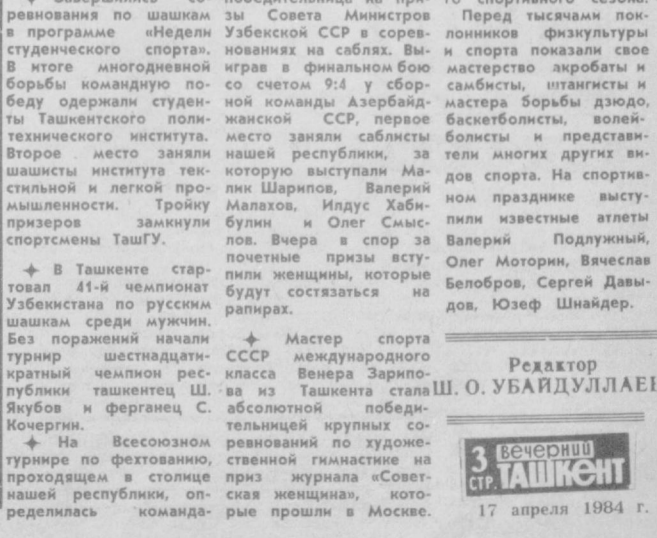 ✦ Завершились со-
ревнования по шашкам
в программе «Недели
студенческого спорта».
В итоге многодневной
борьбы командную по-
беду одержали студен-
ты Ташкентского поли-
технического института.
Второе место заняли
шашисты института тек-
стильной и легкой про-
мышленности. Тройку
призеров замкнули
спортсмены ТашГУ.
✦ В Ташкенте стар-
товал 41-й чемпионат
Узбекистана по русским
шашкам среди мужчин.
Без поражений начали
турнир шестнадцати-
кратный чемпион рес-
публики ташкентец Ш.
Якубов и ферганец С.
Кочергин.
✦ На Всесоюзном
турнире по фехтованию,
проходящем в столице
нашей республики, оп-
ределилась команда-
победительница на при-
зы Совета Министров
Узбекской ССР в сорев-
нованиях на саблях. Вы-
играв в финальном бою
со счетом 9:4 у сбор-
ной команды Азербайд-
жанской ССР, первое
место заняли саблисты
нашей республики, за
которую выступали Ма-
лик Шарипов, Валерий
Малахов, Илдус Хаби-
булин и Олег Смыс-
лов. Вчера в спор за
почетные призы всту-
пили женщины, которые
будут состязаться на
рапирах.
✦ Мастер спорта
СССР международного
класса Венера Зарипо-
ва из Ташкента стала
абсолютной победи-
тельницей крупных со-
ревнований по художе-
ственной гимнастике на
приз журнала «Совет-
ская женщина», кото-
рые прошли в Москве.
го спортивного сезона.
Перед тысячами пок-
лонников физкультуры
и спорта показали свое
мастерство акробаты и
самбисты, штангисты и
мастера борьбы дзюдо,
баскетболисты, волей-
болисты и представи-
тели многих других ви-
дов спорта. На спортив-
ном празднике высту-
пили известные атлеты
Валерий Подлужный,
Олег Моторин, Вячеслав
Белобров, Сергей Давы-
дов, Юзеф Шнайдер.
Редактор
Ш. О. УБАЙДУЛЛАЕВ
3 СТР. Вечерний
ТАШКЕНТ
17 апреля 1984 г.